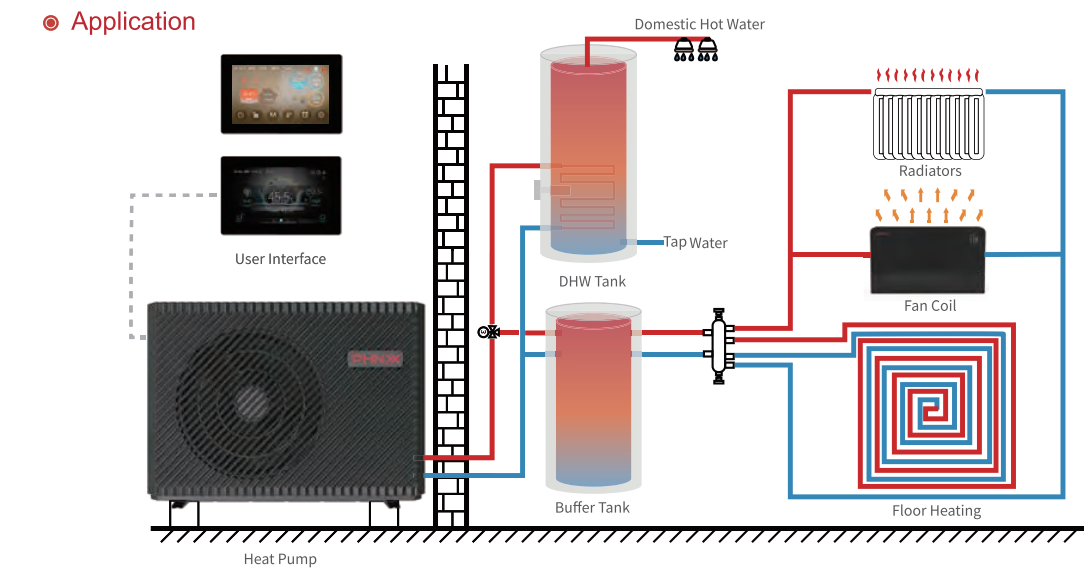 Application
Domestic Hot Water
Radiators
User Interface
Tap Water
DHW Tank
Fan Coil
PHNIX
Buffer Tank
Floor Heating
Heat Pump